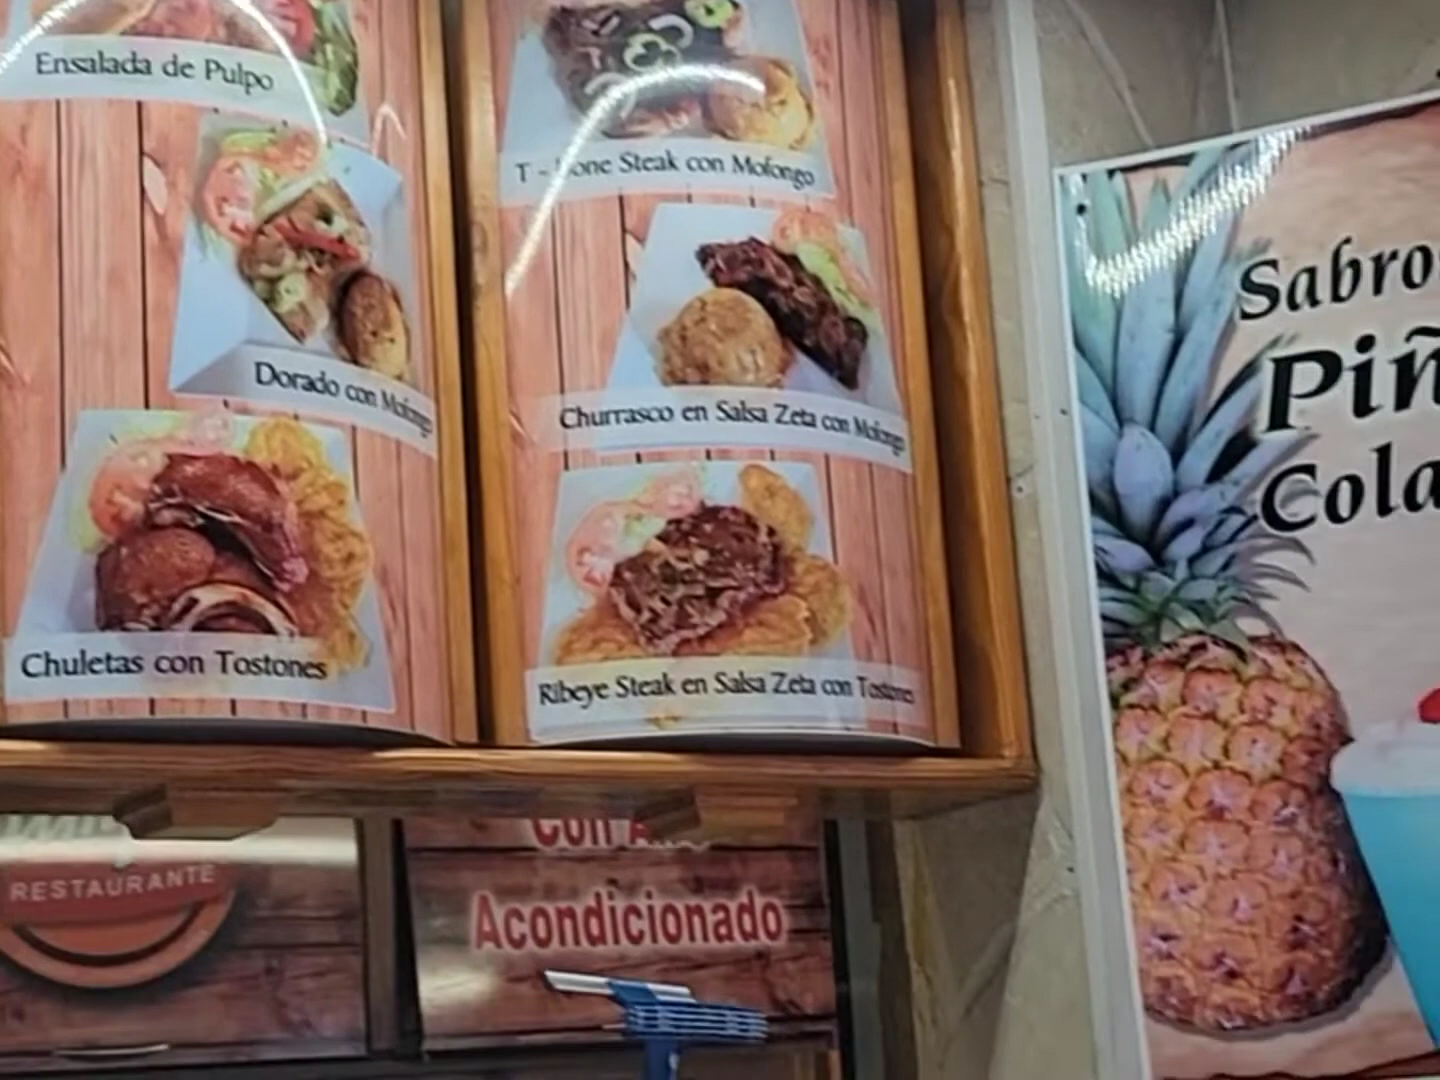 Ensalada de Pulpo
Dorado con Mofongo
Chuletas con Tostones
T - Bone Steak con Mofongo
Churrasco en Salsa Zeta con Mofongo
Ribeye Steak en Salsa Zeta con Tostones
RESTAURANTE
Con
Acondicionado
Sabro
Piñ
Cola